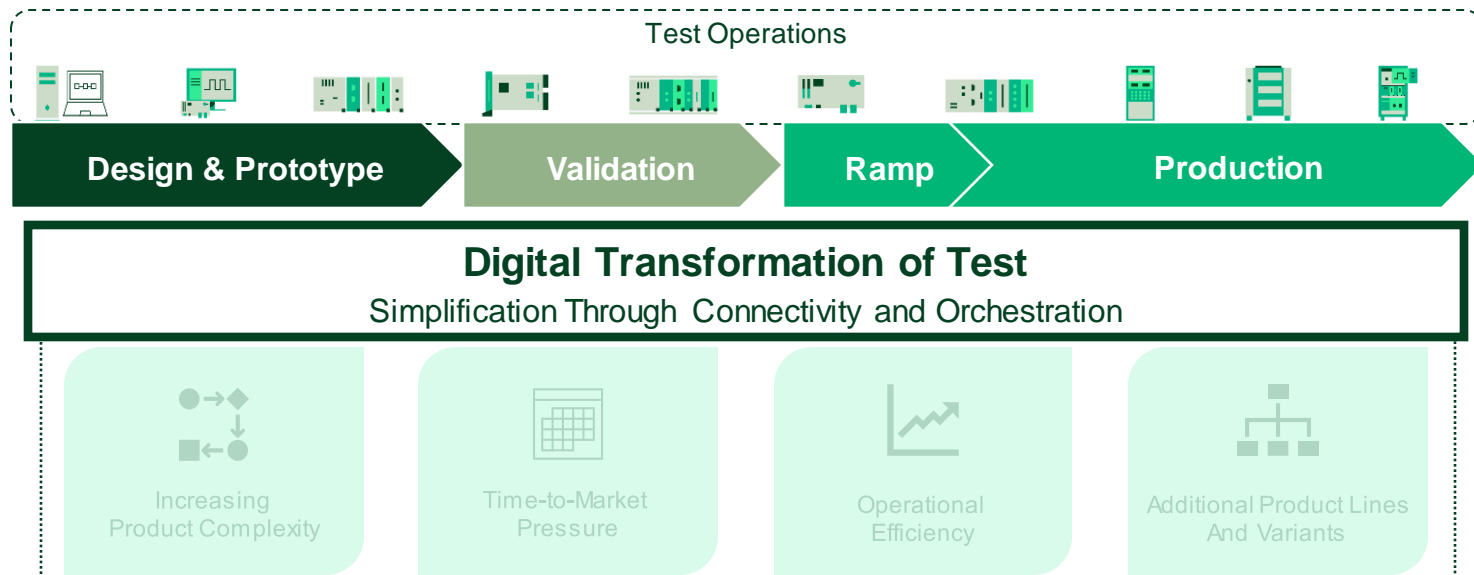 Test Operations
Design & Prototype
Validation
Ramp
Production
Digital Transformation of Test
Simplification Through Connectivity and Orchestration
Increasing
Product Complexity
Time-to-Market
Pressure
Operational
Efficiency
Additional Product Lines
And Variants